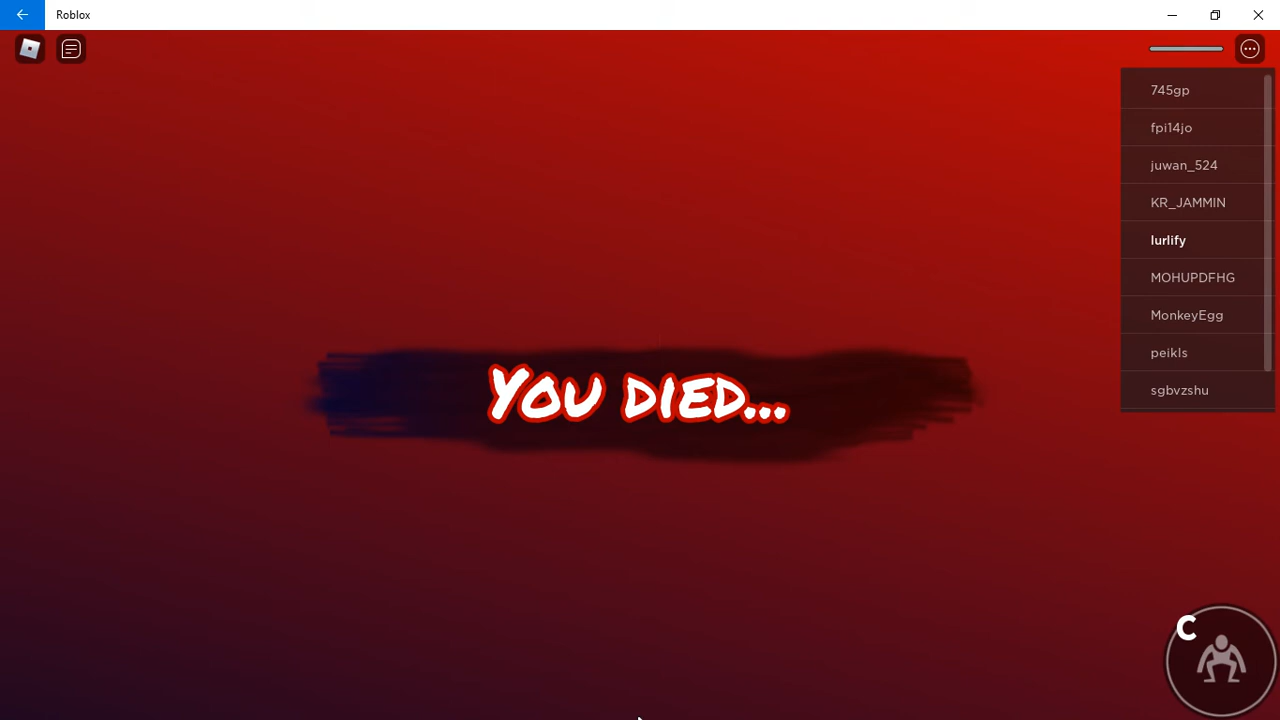 Roblox
745gp
fpi14jo
juwan_524
KR_JAMMIN
lurlify
MOHUPDFHG
MonkeyEgg
peikls
sgbvzshu
You died...
C